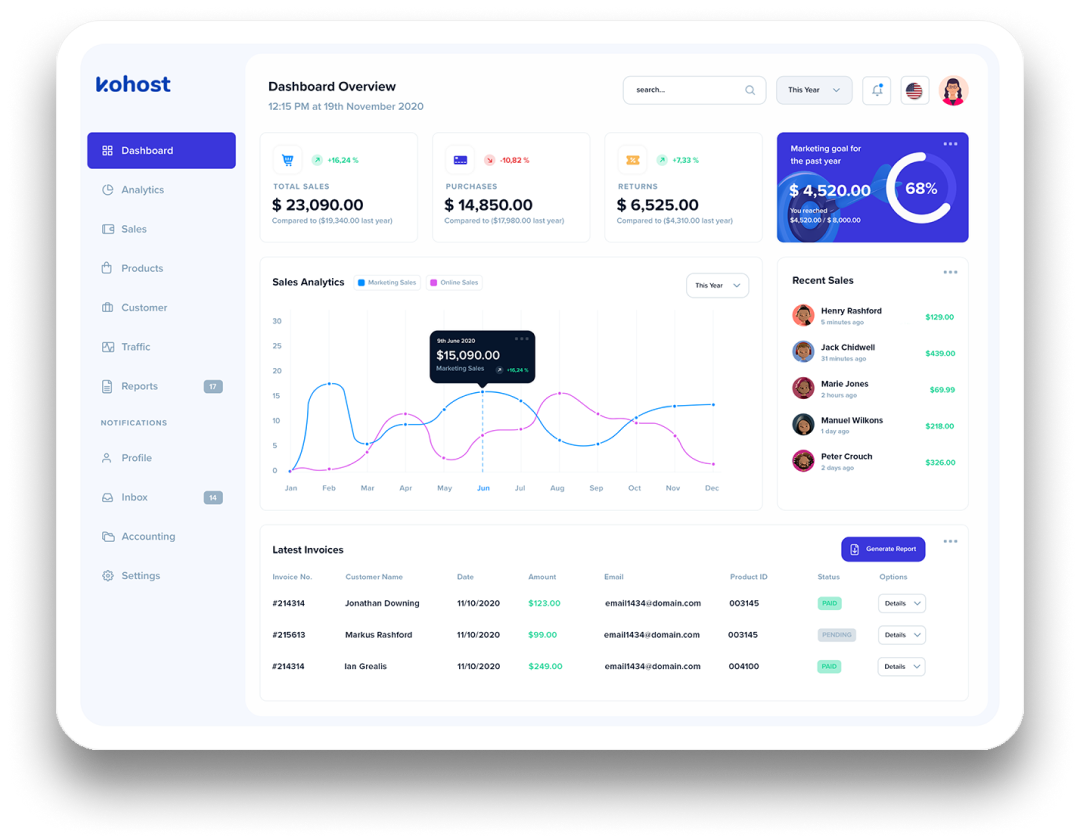 kohost
Dashboard
Analytics
Sales
Products
Customer
Traffic
Reports 17
NOTIFICATIONS
Profile
Inbox 14
Accounting
Settings
Dashboard Overview
12:15 PM at 19th November 2020
search...
This Year
+16,24 %
TOTAL SALES
$ 23,090.00
Compared to ($19,340.00 last year)
-10,82 %
PURCHASES
$ 14,850.00
Compared to ($17,980.00 last year)
+7,33 %
RETURNS
$ 6,525.00
Compared to ($4,310.00 last year)
Marketing goal for
the past year
$ 4,520.00
You reached
$4,520.00 / $ 8,000.00
68%
Sales Analytics
Marketing Sales
Online Sales
This Year
30
25
20
15
10
5
0
9th June 2020
$15,090.00
Marketing Sales +16,24 %
Jan Feb Mar Apr May Jun Jul Aug Sep Oct Nov Dec
Recent Sales
Henry Rashford
5 minutes ago
$129.00
Jack Chidwell
31 minutes ago
$439.00
Marie Jones
2 hours ago
$69.99
Manuel Wilkons
1 day ago
$218.00
Peter Crouch
2 days ago
$326.00
Latest Invoices
Generate Report
Invoice No. Customer Name Date Amount Email Product ID Status Options
#214314 Jonathan Downing 11/10/2020 $123.00 email1434@domain.com 003145 PAID Details
#215613 Markus Rashford 11/10/2020 $99.00 email1434@domain.com 003145 PENDING Details
#214314 Ian Grealis 11/10/2020 $249.00 email1434@domain.com 004100 PAID Details